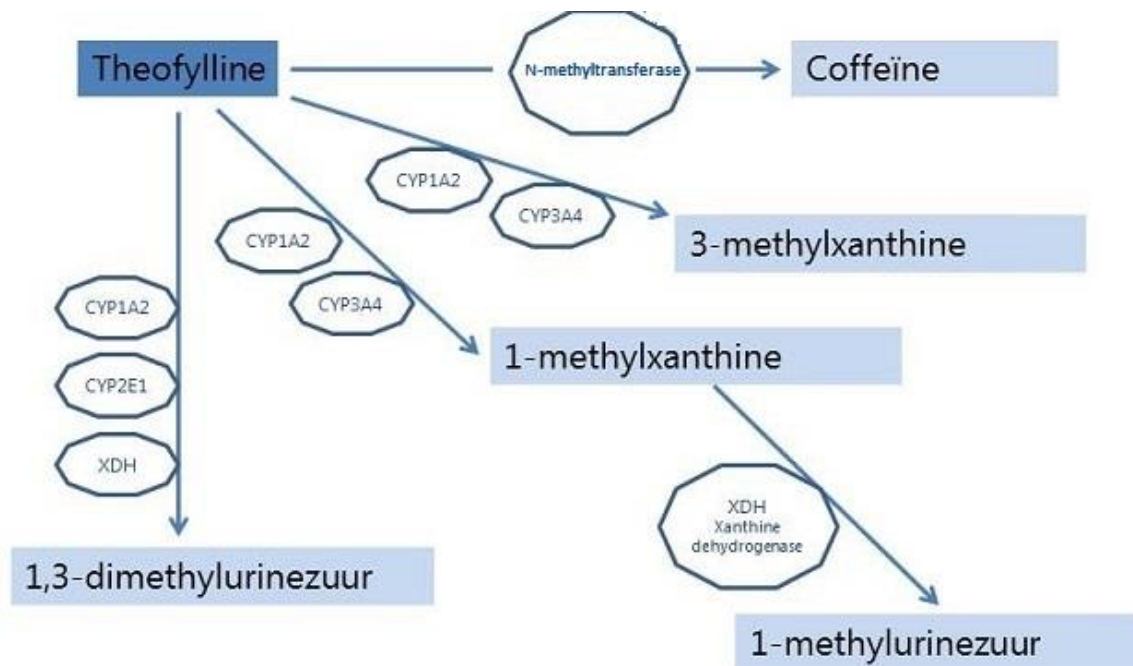 Theofylline
N-methyltransferase
Coffeïne
CYP1A2
CYP3A4
3-methylxanthine
CYP1A2
CYP3A4
1-methylxanthine
CYP1A2
CYP2E1
XDH
1,3-dimethylurinezuur
XDH
Xanthine
dehydrogenase
1-methylurinezuur